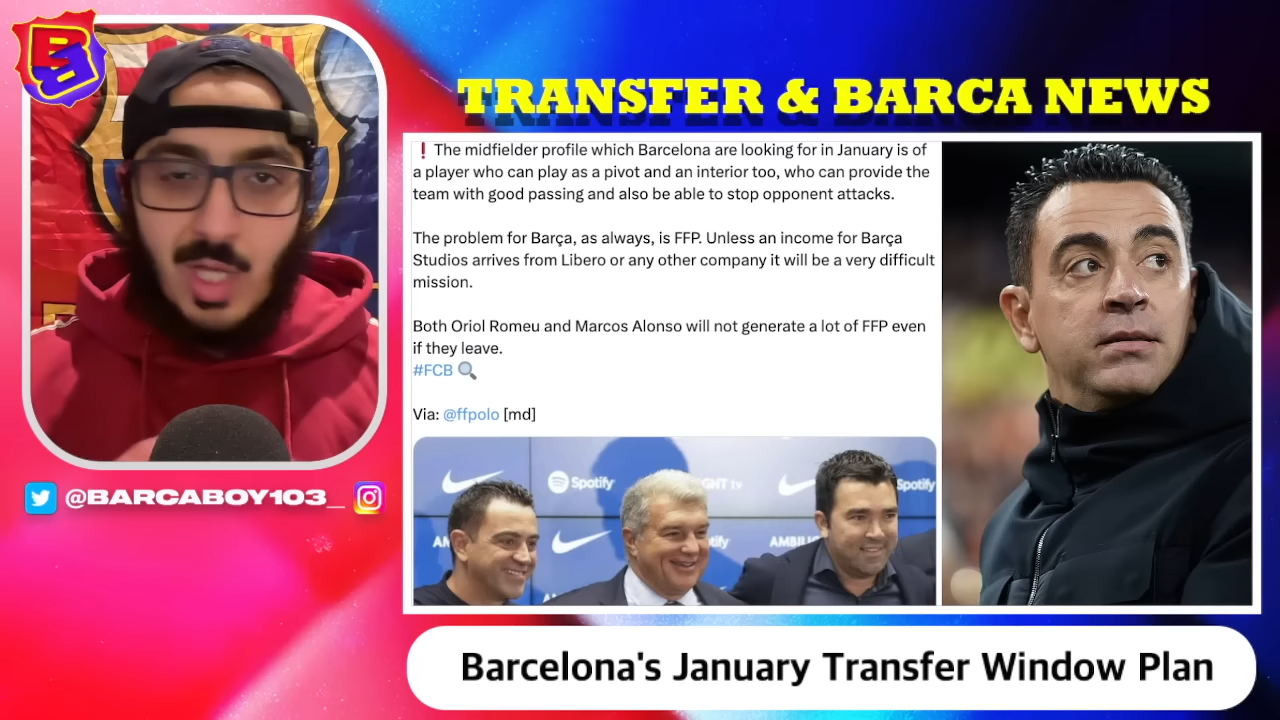 TRANSFER & BARCA NEWS
❗ The midfielder profile which Barcelona are looking for in January is of
a player who can play as a pivot and an interior too, who can provide the
team with good passing and also be able to stop opponent attacks.
The problem for Barça, as always, is FFP. Unless an income for Barça
Studios arrives from Libero or any other company it will be a very difficult
mission.
Both Oriol Romeu and Marcos Alonso will not generate a lot of FFP even
if they leave.
#FCB 🔍
Via: @ffpolo [md]
Spotify
Spotify
@BARCABOY103_
Barcelona's January Transfer Window Plan